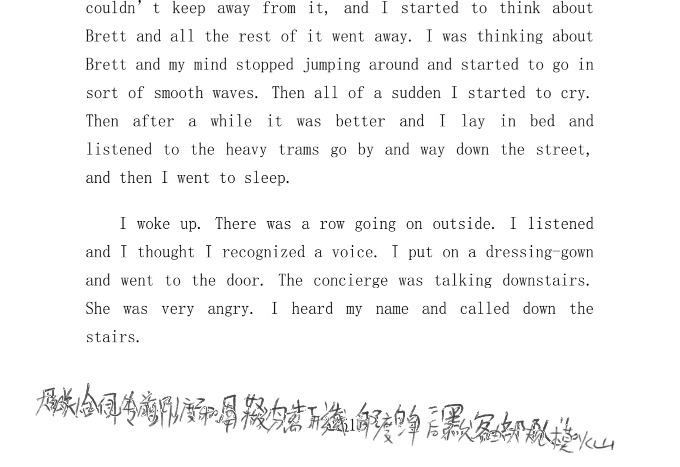 couldn’t keep away from it, and I started to think about
Brett and all the rest of it went away. I was thinking about
Brett and my mind stopped jumping around and started to go in
sort of smooth waves. Then all of a sudden I started to cry.
Then after a while it was better and I lay in bed and
listened to the heavy trams go by and way down the street,
and then I went to sleep.
I woke up. There was a row going on outside. I listened
and I thought I recognized a voice. I put on a dressing-gown
and went to the door. The concierge was talking downstairs.
She was very angry. I heard my name and called down the
stairs.